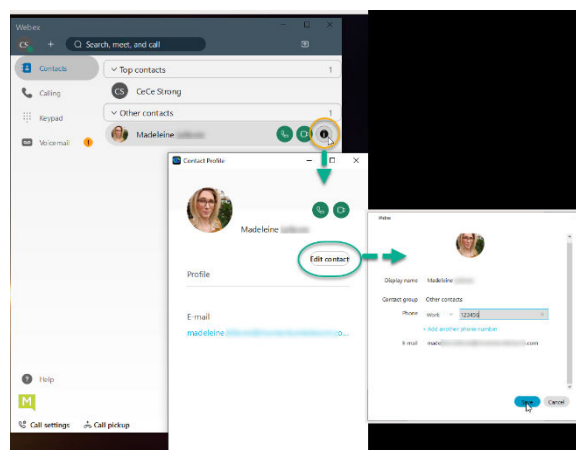 Webex
CS
+
Search, meet, and call
Contacts
Calling
Keypad
Voicemail
Top contacts 1
CS CeCe Strong
Other contacts 1
Madeleine
Contact Profile
Madeleine
Edit contact
Profile
E-mail
madeleine
Help
M
Call settings
Call pickup
Webex
Display name Madeleine
Contact group Other contacts
Phone Work 123456
+ Add another phone number
E-mail made .com
Save Cancel